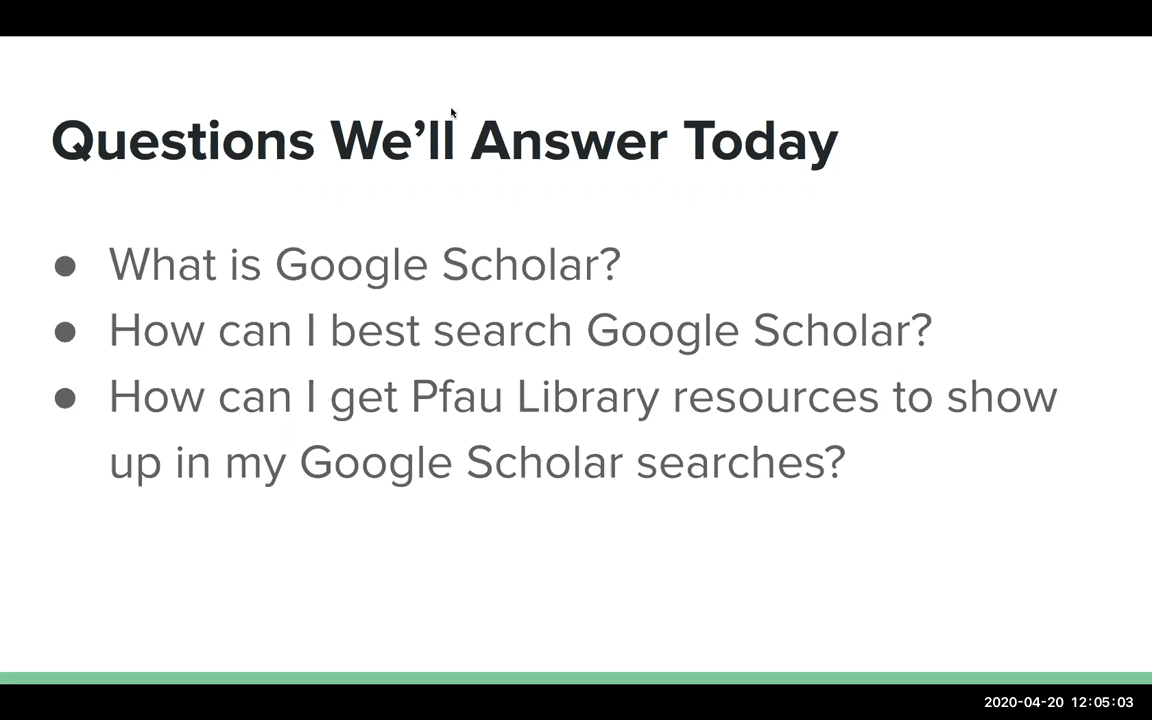 Questions We’ll Answer Today
● What is Google Scholar?
● How can I best search Google Scholar?
● How can I get Pfau Library resources to show
up in my Google Scholar searches?
2020-04-20 12:05:03